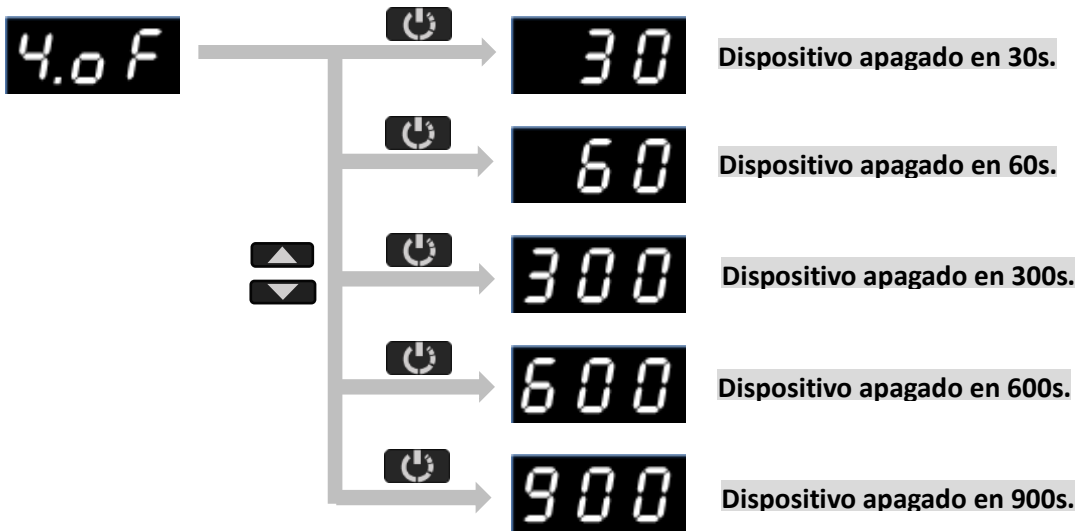 4.oF
30 Dispositivo apagado en 30s.
60 Dispositivo apagado en 60s.
300 Dispositivo apagado en 300s.
600 Dispositivo apagado en 600s.
900 Dispositivo apagado en 900s.